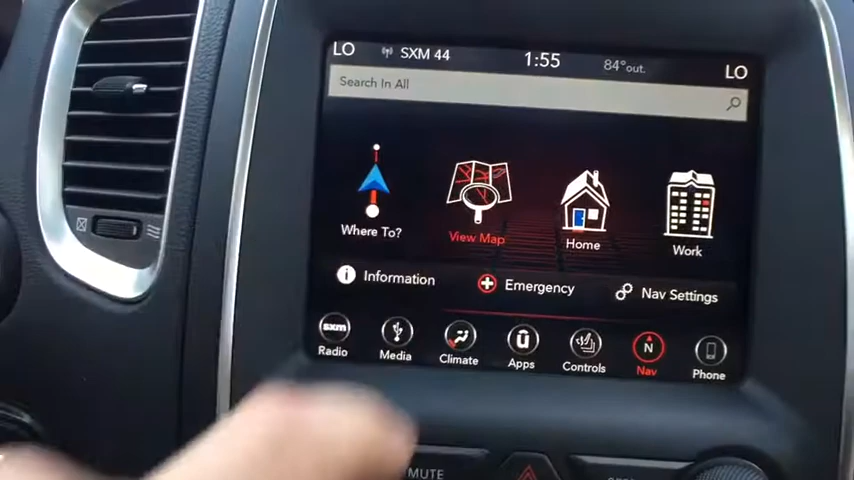 LO SXM 44 1:55 84°out LO
Search In All
Where To? View Map Home Work
Information Emergency Nav Settings
sxm ū N
Radio Media Climate Apps Controls Nav Phone
MUTE